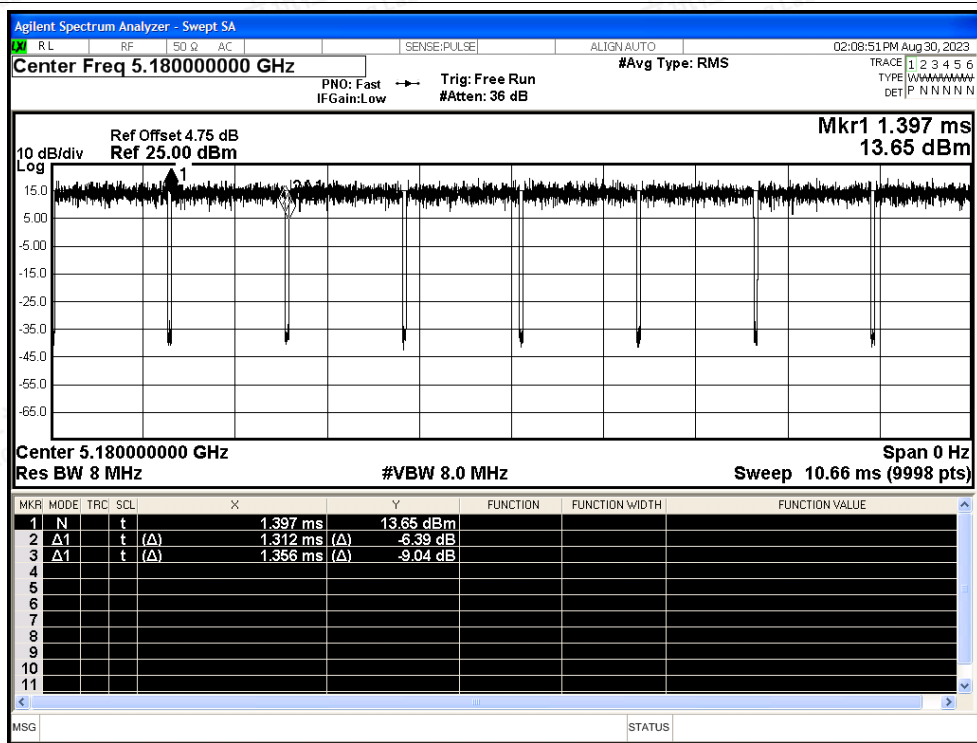 Agilent Spectrum Analyzer - Swept SA
LXI RL RF 50 Ω AC SENSE:PULSE ALIGN AUTO 02:08:51 PM Aug 30, 2023
Center Freq 5.180000000 GHz #Avg Type: RMS TRACE 1 2 3 4 5 6
PNO: Fast Trig: Free Run TYPE WWWWWW
IFGain:Low #Atten: 36 dB DET P N N N N N
Mkr1 1.397 ms
Ref Offset 4.75 dB
10 dB/div Ref 25.00 dBm 13.65 dBm
Log
1
15.0
5.00
-5.00
-15.0
-25.0
-35.0
-45.0
-55.0
-65.0
Center 5.180000000 GHz Span 0 Hz
Res BW 8 MHz #VBW 8.0 MHz Sweep 10.66 ms (9998 pts)
MKR MODE TRC SCL X Y FUNCTION FUNCTION WIDTH FUNCTION VALUE
1 N t 1.397 ms 13.65 dBm
2 Δ1 t (Δ) 1.312 ms (Δ) -6.39 dB
3 Δ1 t (Δ) 1.356 ms (Δ) -9.04 dB
4
5
6
7
8
9
10
11
MSG STATUS